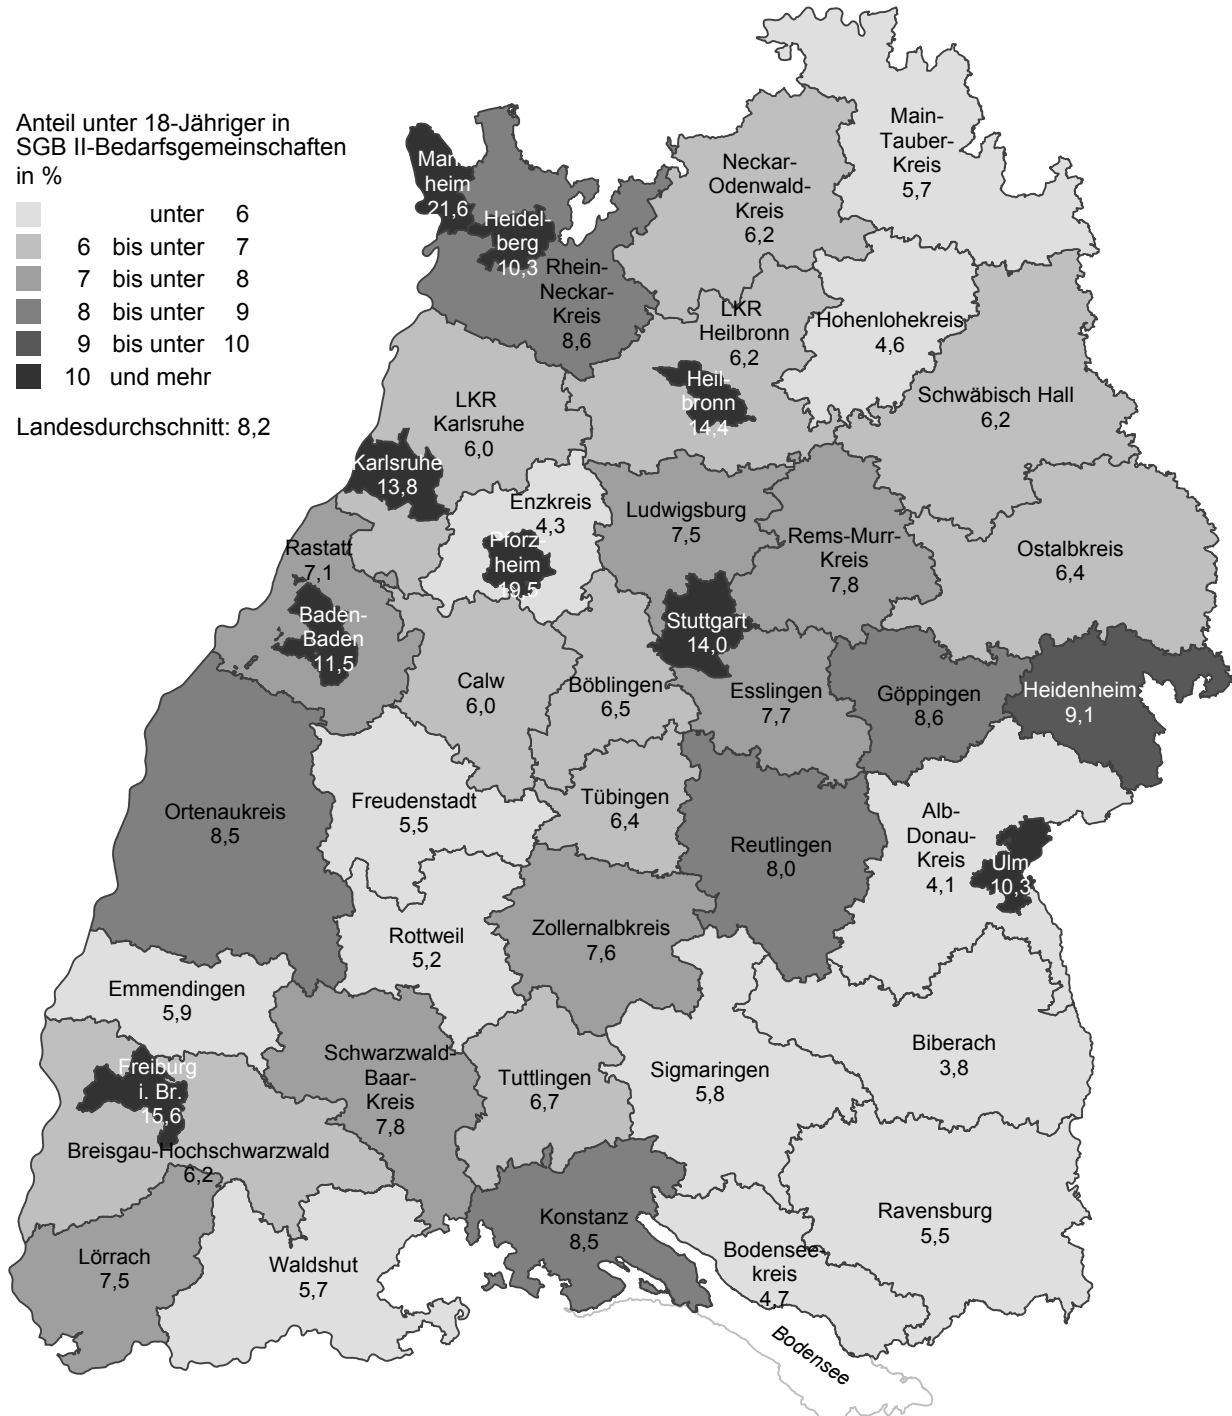 Anteil unter 18-Jähriger in
SGB II-Bedarfsgemeinschaften
in %
unter 6
6 bis unter 7
7 bis unter 8
8 bis unter 9
9 bis unter 10
10 und mehr
Landesdurchschnitt: 8,2
Main-
Tauber-
Kreis
5,7
Neckar-
Odenwald-
Kreis
6,2
Mann-
heim
21,6
Heidel-
berg
10,3
Rhein-
Neckar-
Kreis
8,6
LKR
Heilbronn
6,2
Hohenlohekreis
4,6
Heil-
bronn
14,4
Schwäbisch Hall
6,2
LKR
Karlsruhe
6,0
Karlsruhe
13,8
Enzkreis
4,3
Pforz-
heim
19,5
Ludwigsburg
7,5
Rems-Murr-
Kreis
7,8
Ostalbkreis
6,4
Rastatt
7,1
Baden-
Baden
11,5
Stuttgart
14,0
Calw
6,0
Böblingen
6,5
Esslingen
7,7
Göppingen
8,6
Heidenheim
9,1
Ortenaukreis
8,5
Freudenstadt
5,5
Tübingen
6,4
Reutlingen
8,0
Alb-
Donau-
Kreis
4,1
Ulm
10,3
Rottweil
5,2
Zollernalbkreis
7,6
Emmendingen
5,9
Freiburg
i. Br.
15,6
Schwarzwald-
Baar-
Kreis
7,8
Tuttlingen
6,7
Sigmaringen
5,8
Biberach
3,8
Breisgau-Hochschwarzwald
6,2
Lörrach
7,5
Waldshut
5,7
Konstanz
8,5
Bodensee-
kreis
4,7
Ravensburg
5,5
Bodensee